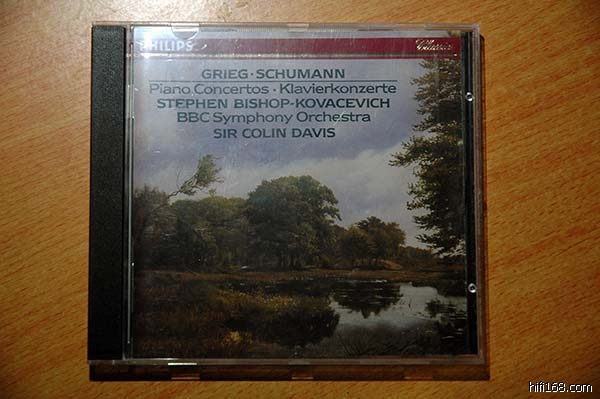 PHILIPS
Classics
GRIEG · SCHUMANN
Piano Concertos · Klavierkonzerte
STEPHEN BISHOP-KOVACEVICH
BBC Symphony Orchestra
SIR COLIN DAVIS
hifi168.com